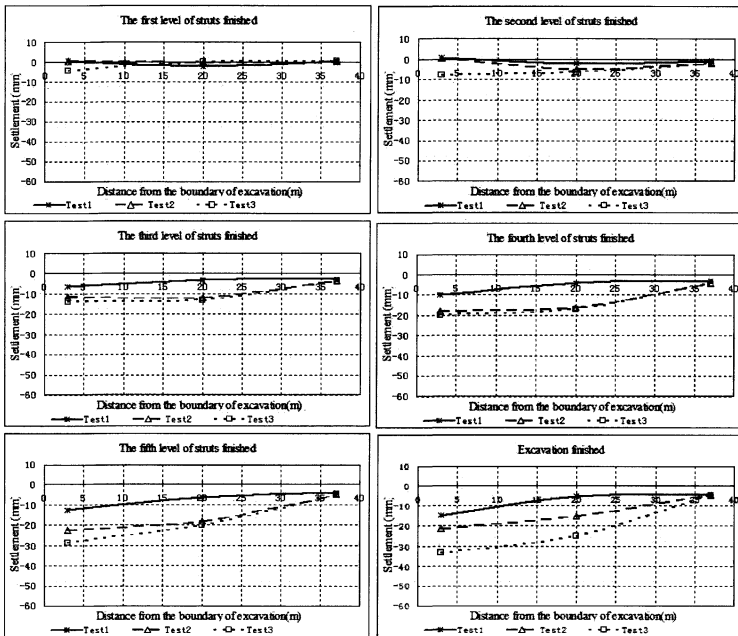 The first level of struts finished
10
0
-10
-20
-30
-40
-50
-60
0 5 10 15 20 25 30 35 40
Settlement (mm)
Distance from the boundary of excavation(m)
Test1 Test2 Test3
The second level of struts finished
10
0
-10
-20
-30
-40
-50
-60
0 5 10 15 20 25 30 35 40
Settlement (mm)
Distance from the boundary of excavation(m)
Test1 Test2 Test3
The third level of struts finished
10
0
-10
-20
-30
-40
-50
-60
0 5 10 15 20 25 30 35 40
Settlement (mm)
Distance from the boundary of excavation(m)
Test1 Test2 Test3
The fourth level of struts finished
10
0
-10
-20
-30
-40
-50
-60
0 5 10 15 20 25 30 35 40
Settlement (mm)
Distance from the boundary of excavation(m)
Test1 Test2 Test3
The fifth level of struts finished
10
0
-10
-20
-30
-40
-50
-60
0 5 10 15 20 25 30 35 40
Settlement (mm)
Distance from the boundary of excavation(m)
Test1 Test2 Test3
Excavation finished
10
0
-10
-20
-30
-40
-50
-60
0 5 10 15 20 25 30 35 40
Settlement (mm)
Distance from the boundary of excavation(m)
Test1 Test2 Test3